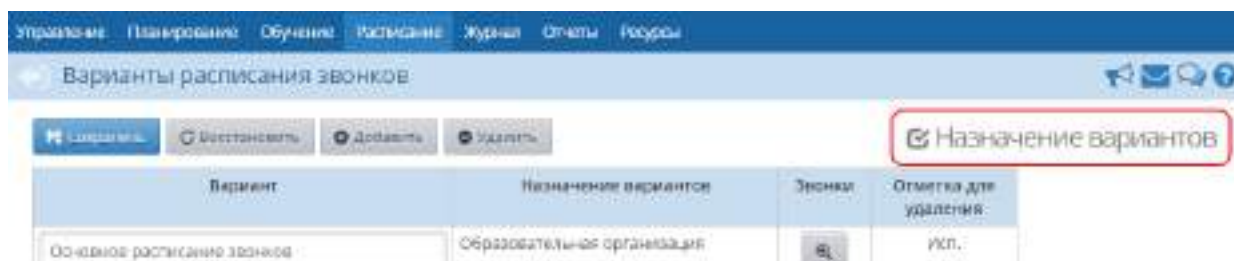 Управление Планирование Обучение Расписание Журнал Отчеты Ресурсы
Варианты расписания звонков
Сохранить Восстановить Добавить Удалить Назначение вариантов
Вариант Назначение вариантов Звонки Отметка для удаления
Основное расписание звонков Образовательная организация Исп.